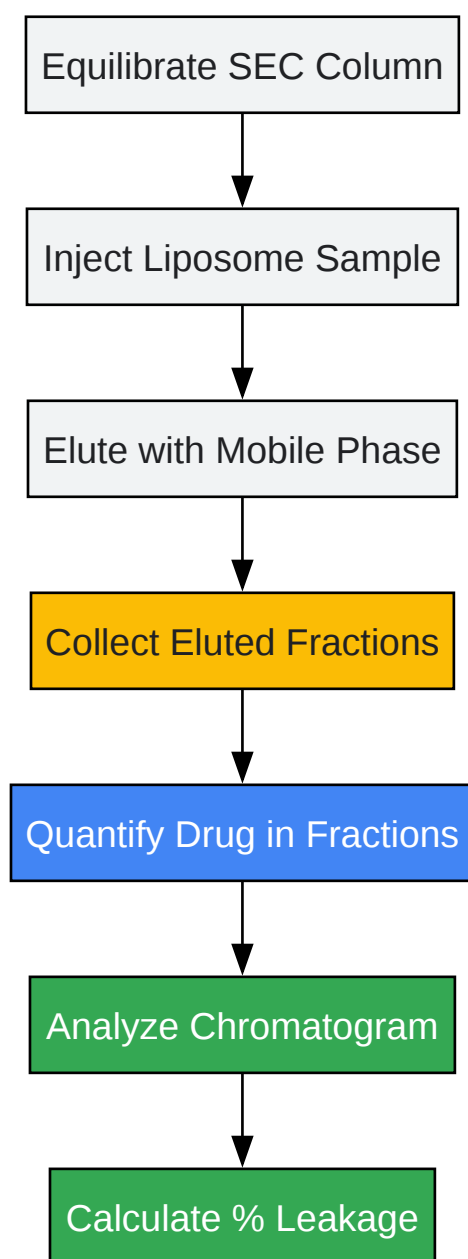 Equilibrate SEC Column
Inject Liposome Sample
Elute with Mobile Phase
Collect Eluted Fractions
Quantify Drug in Fractions
Analyze Chromatogram
Calculate % Leakage